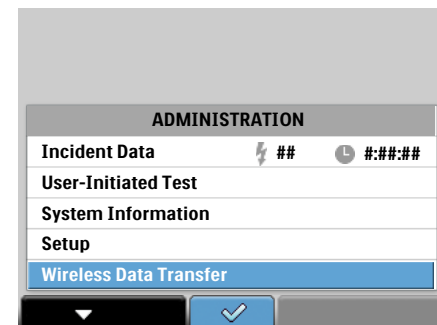 ADMINISTRATION
Incident Data ## #:##:##
User-Initiated Test
System Information
Setup
Wireless Data Transfer